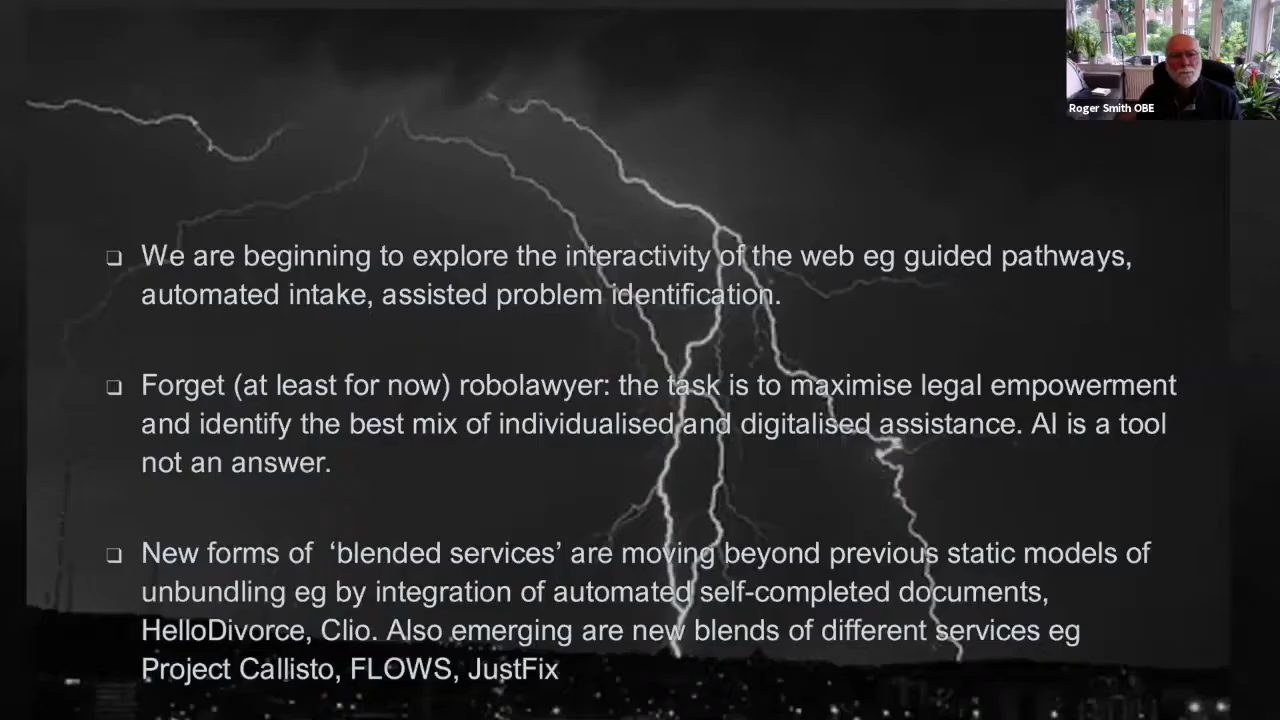 Roger Smith OBE
❑ We are beginning to explore the interactivity of the web eg guided pathways,
automated intake, assisted problem identification.
❑ Forget (at least for now) robolawyer: the task is to maximise legal empowerment
and identify the best mix of individualised and digitalised assistance. AI is a tool
not an answer.
❑ New forms of ‘blended services’ are moving beyond previous static models of
unbundling eg by integration of automated self-completed documents,
HelloDivorce, Clio. Also emerging are new blends of different services eg
Project Callisto, FLOWS, JustFix